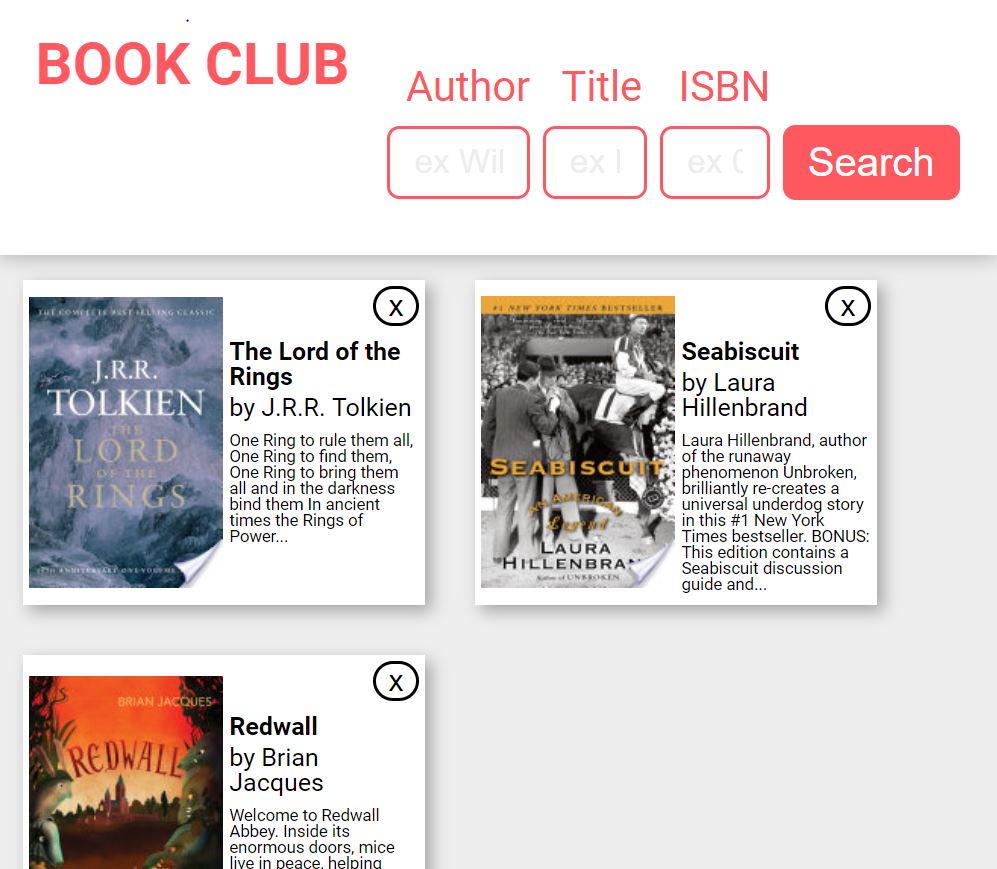 BOOK CLUB
Author Title ISBN
ex Wil ex Search
x
THE COMPLETE BEST-SELLING CLASSIC
J.R.R.
TOLKIEN
THE
LORD
OF THE
RINGS
The Lord of the
Rings
by J.R.R. Tolkien
One Ring to rule them all,
One Ring to find them,
One Ring to bring them
all and in the darkness
bind them In ancient
times the Rings of
Power...
x
#1 NEW YORK TIMES BESTSELLER
SEABISCUIT
AN AMERICAN
Legend
LAURA
HILLENBRAN
Author of UNBROKEN
Seabiscuit
by Laura
Hillenbrand
Laura Hillenbrand, author
of the runaway
phenomenon Unbroken,
brilliantly re-creates a
universal underdog story
in this #1 New York
Times bestseller. BONUS:
This edition contains a
Seabiscuit discussion
guide and...
x
BRIAN JACQUES
REDWALL
Redwall
by Brian
Jacques
Welcome to Redwall
Abbey. Inside its
enormous doors, mice
live in peace, helping